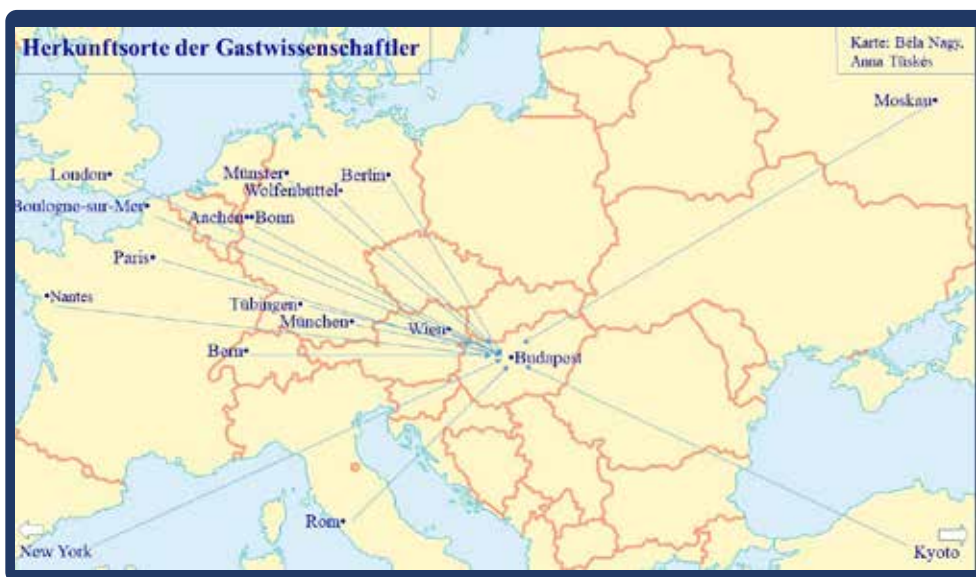 Herkunftsorte der Gastwissenschaftler
Karte: Béla Nagy,
Anna Tüskés
Moskau
London
Münster
Berlin
Wolfenbüttel
Boulogne-sur-Mer
Aachen Bonn
Paris
Nantes
Tübingen
München
Wien
Bern
Budapost
Rom
New York
Kyoto